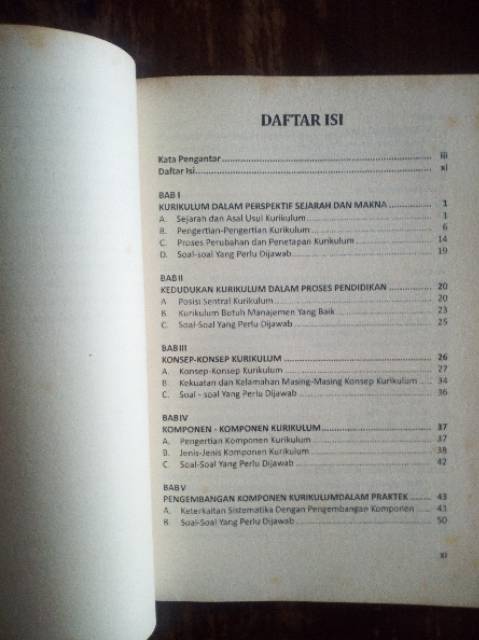 DAFTAR ISI
Kata Pengantar ........ iii
Daftar Isi ........ xi
BAB I
KURIKULUM DALAM PERSPEKTIF SEJARAH DAN MAKNA ........ 1
A. Sejarah dan Asal Usul Kurikulum ........ 1
B. Pengertian-Pengertian Kurikulum ........ 6
C. Proses Perubahan dan Penetapan Kurikulum ........ 14
D. Soal-soal Yang Perlu Dijawab ........ 19
BAB II
KEDUDUKAN KURIKULUM DALAM PROSES PENDIDIKAN ........ 20
A Posisi Sentral Kurikulum ........ 20
B. Kurikulum Butuh Manajemen Yang Baik ........ 23
C. Soal-Soal Yang Perlu Dijawab ........ 25
BAB III
KONSEP-KONSEP KURIKULUM ........ 26
A. Konsep-Konsep Kurikulum ........ 27
B. Kekuatan dan Kelamahan Masing-Masing Konsep Kurikulum ..... 34
C. Soal - soal Yang Perlu Dijawab ........ 36
BAB IV
KOMPONEN - KOMPONEN KURIKULUM ........ 37
A. Pengertian Komponen Kurikulum ........ 37
B. Jenis-Jenis Komponen Kurikulum ........ 38
C. Soal-Soal Yang Perlu Dijawab ........ 42
BAB V
PENGEMBANGAN KOMPONEN KURIKULUMDALAM PRAKTEK ........ 43
A. Keterkaitan Sistematika Dengan Pengembangan Komponen ..... 43
B. Soal-Soal Yang Perlu Dijawab ........ 50
xi